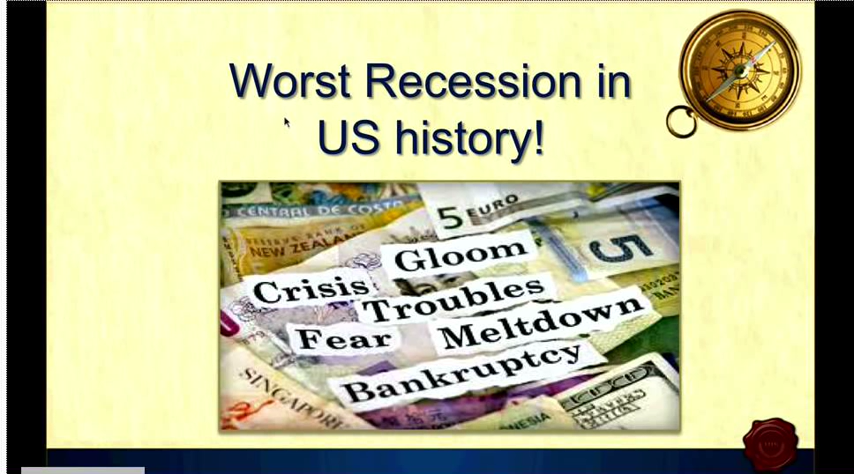 Worst Recession in
US history!
CENTRAL DE COSTA
5 EURO
NEW ZEALAND
5
Gloom
Crisis
Troubles
Fear Meltdown
Bankruptcy
SINGAPORE